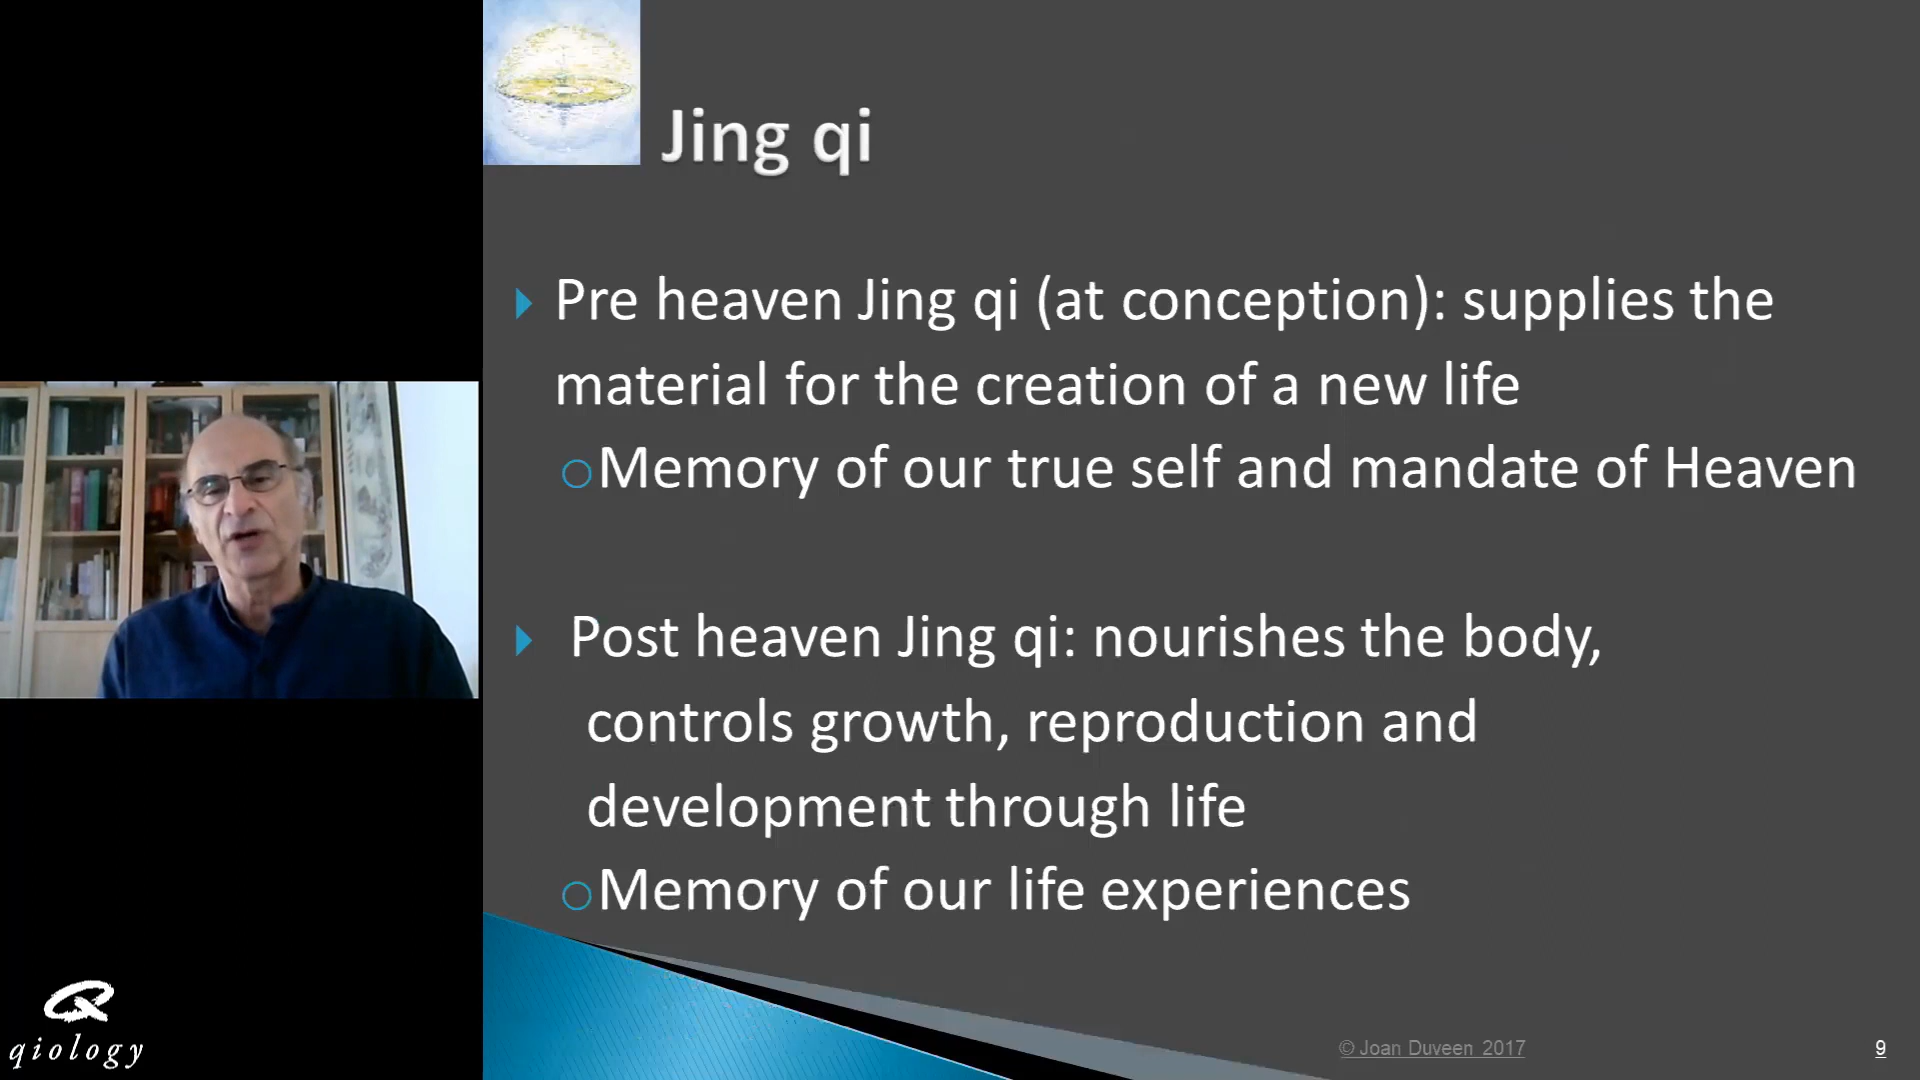 Jing qi
Pre heaven Jing qi (at conception): supplies the
material for the creation of a new life
Memory of our true self and mandate of Heaven
Post heaven Jing qi: nourishes the body,
controls growth, reproduction and
development through life
Memory of our life experiences
qiology
© Joan Duveen 2017
9